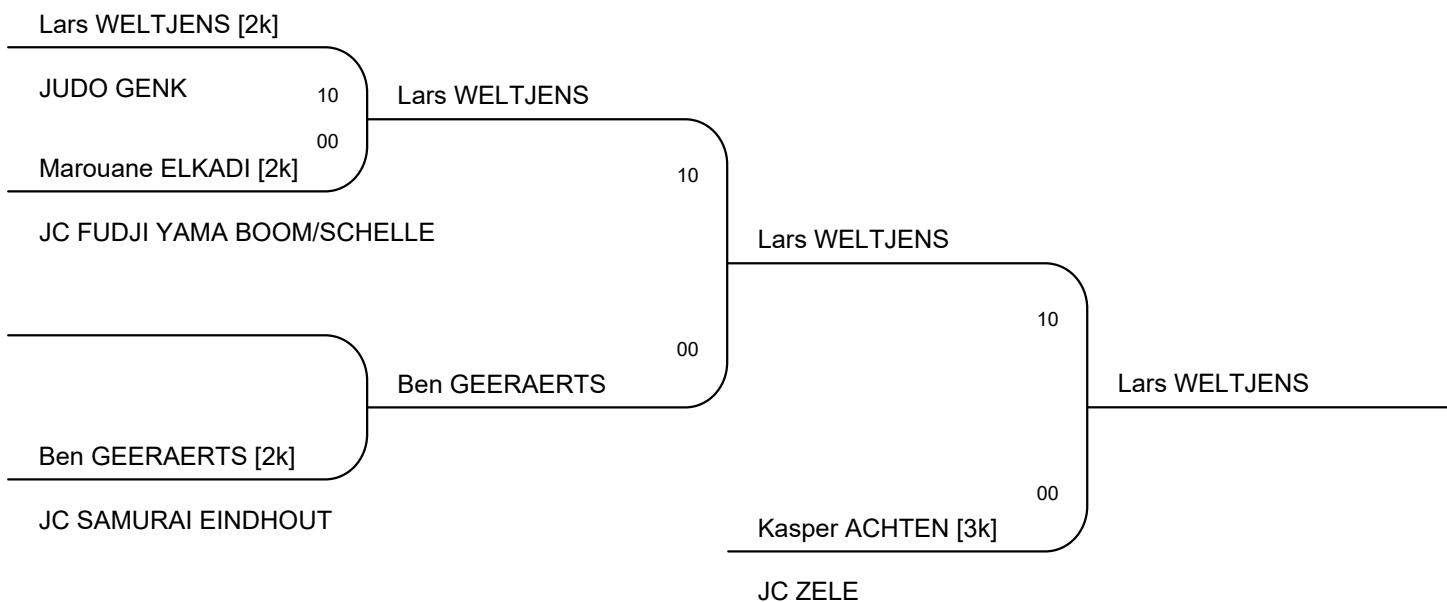 Lars WELTJENS [2k]
JUDO GENK
10
Lars WELTJENS
00
Marouane ELKADI [2k]
10
JC FUDJI YAMA BOOM/SCHELLE
Lars WELTJENS
10
00
Ben GEERAERTS
Lars WELTJENS
Ben GEERAERTS [2k]
00
JC SAMURAI EINDHOUT
Kasper ACHTEN [3k]
JC ZELE